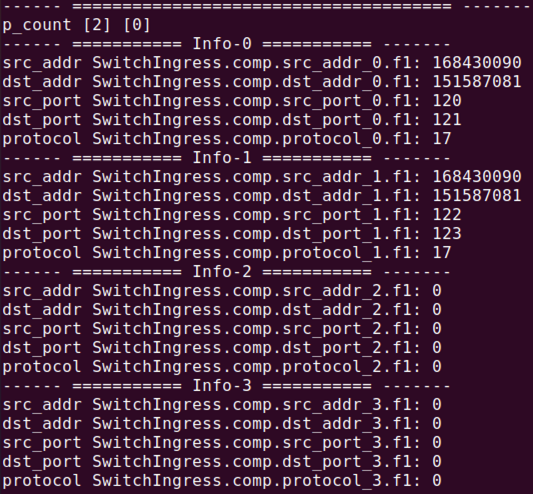 ------ ====================================== -------
p_count [2] [0]
------ =========== Info-0 =========== -------
src_addr SwitchIngress.comp.src_addr_0.f1: 168430090
dst_addr SwitchIngress.comp.dst_addr_0.f1: 151587081
src_port SwitchIngress.comp.src_port_0.f1: 120
dst_port SwitchIngress.comp.dst_port_0.f1: 121
protocol SwitchIngress.comp.protocol_0.f1: 17
------ =========== Info-1 =========== -------
src_addr SwitchIngress.comp.src_addr_1.f1: 168430090
dst_addr SwitchIngress.comp.dst_addr_1.f1: 151587081
src_port SwitchIngress.comp.src_port_1.f1: 122
dst_port SwitchIngress.comp.dst_port_1.f1: 123
protocol SwitchIngress.comp.protocol_1.f1: 17
------ =========== Info-2 =========== -------
src_addr SwitchIngress.comp.src_addr_2.f1: 0
dst_addr SwitchIngress.comp.dst_addr_2.f1: 0
src_port SwitchIngress.comp.src_port_2.f1: 0
dst_port SwitchIngress.comp.dst_port_2.f1: 0
protocol SwitchIngress.comp.protocol_2.f1: 0
------ =========== Info-3 =========== -------
src_addr SwitchIngress.comp.src_addr_3.f1: 0
dst_addr SwitchIngress.comp.dst_addr_3.f1: 0
src_port SwitchIngress.comp.src_port_3.f1: 0
dst_port SwitchIngress.comp.dst_port_3.f1: 0
protocol SwitchIngress.comp.protocol_3.f1: 0